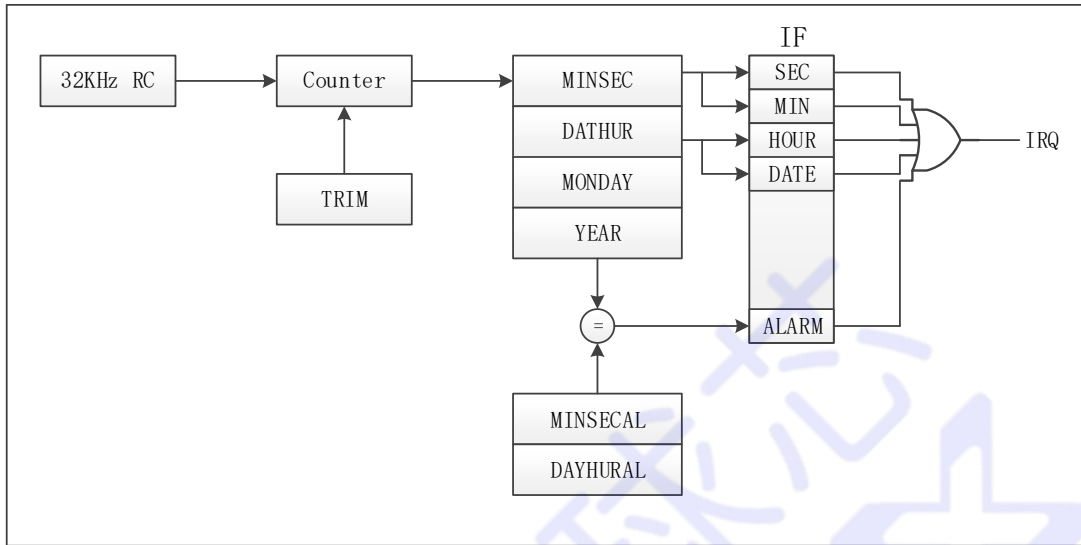 IF
32KHz RC
Counter
MINSEC
SEC
MIN
DATHUR
HOUR
IRQ
DATE
MONDAY
TRIM
YEAR
=
ALARM
MINSECAL
DAYHURAL